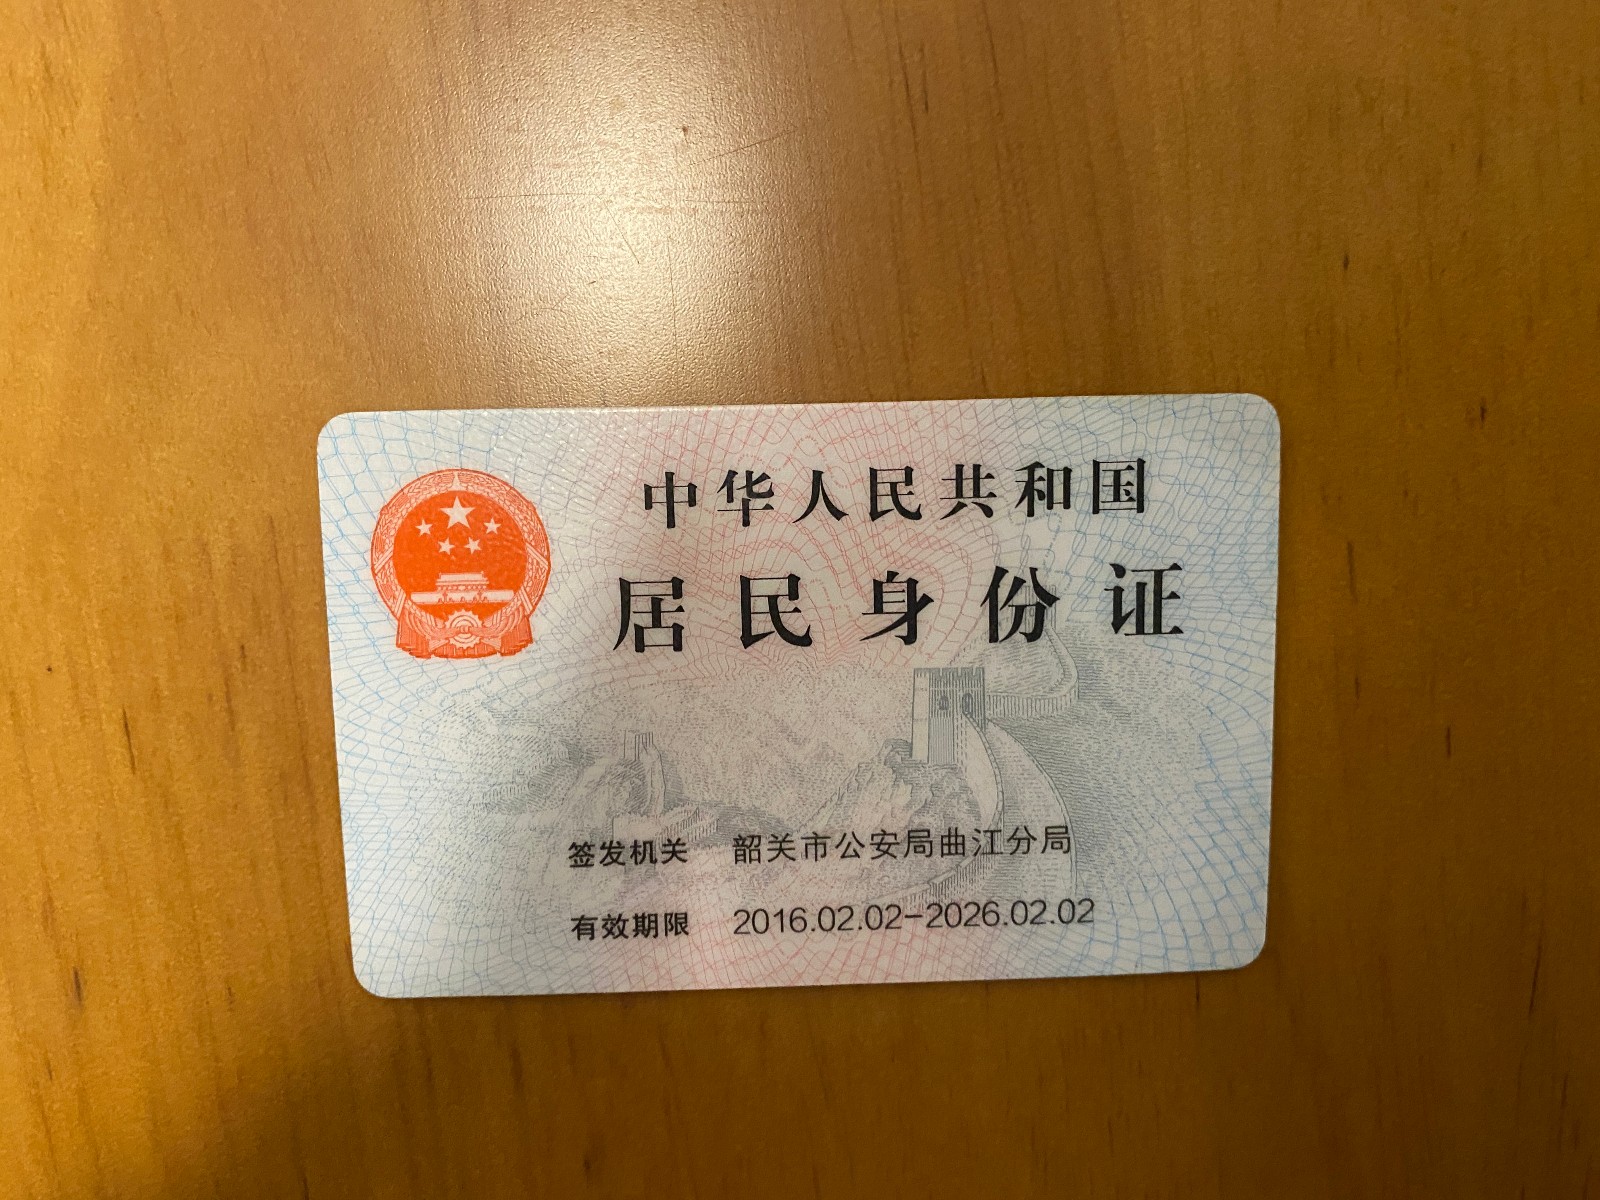 中华人民共和国
居民身份证
签发机关 韶关市公安局曲江分局
有效期限 2016.02.02-2026.02.02